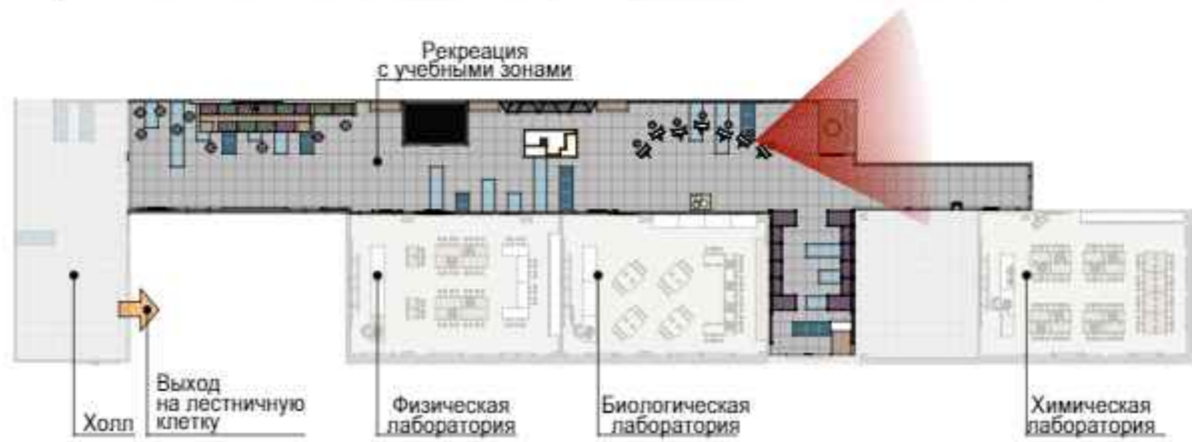 Рекреация
с учебными зонами
Холл
Выход
на лестничную
клетку
Физическая
лаборатория
Биологическая
лаборатория
Химическая
лаборатория